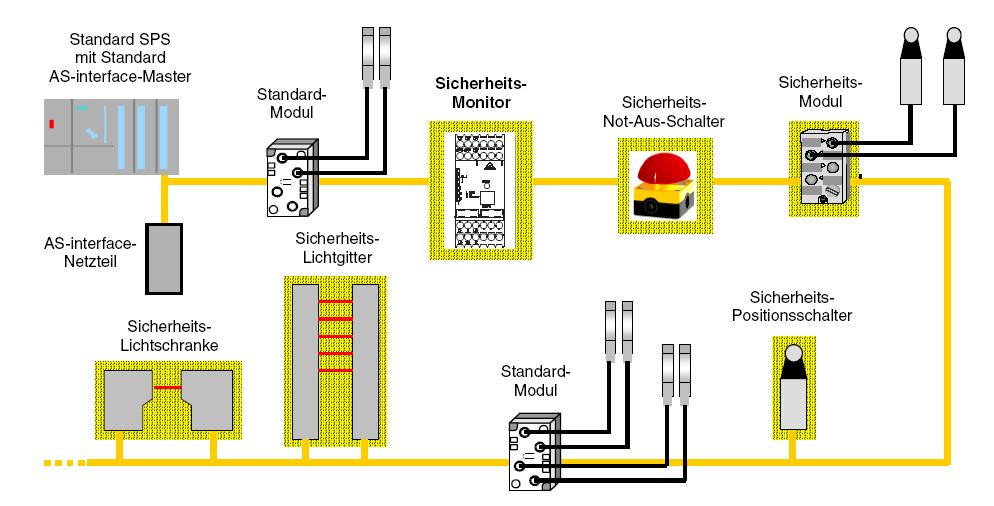 Standard SPS
mit Standard
AS-interface-Master
Standard-
Modul
Sicherheits-
Monitor
Sicherheits-
Not-Aus-Schalter
Sicherheits-
Modul
AS-interface-
Netzteil
Sicherheits-
Lichtgitter
Sicherheits-
Lichtschranke
Standard-
Modul
Sicherheits-
Positionsschalter